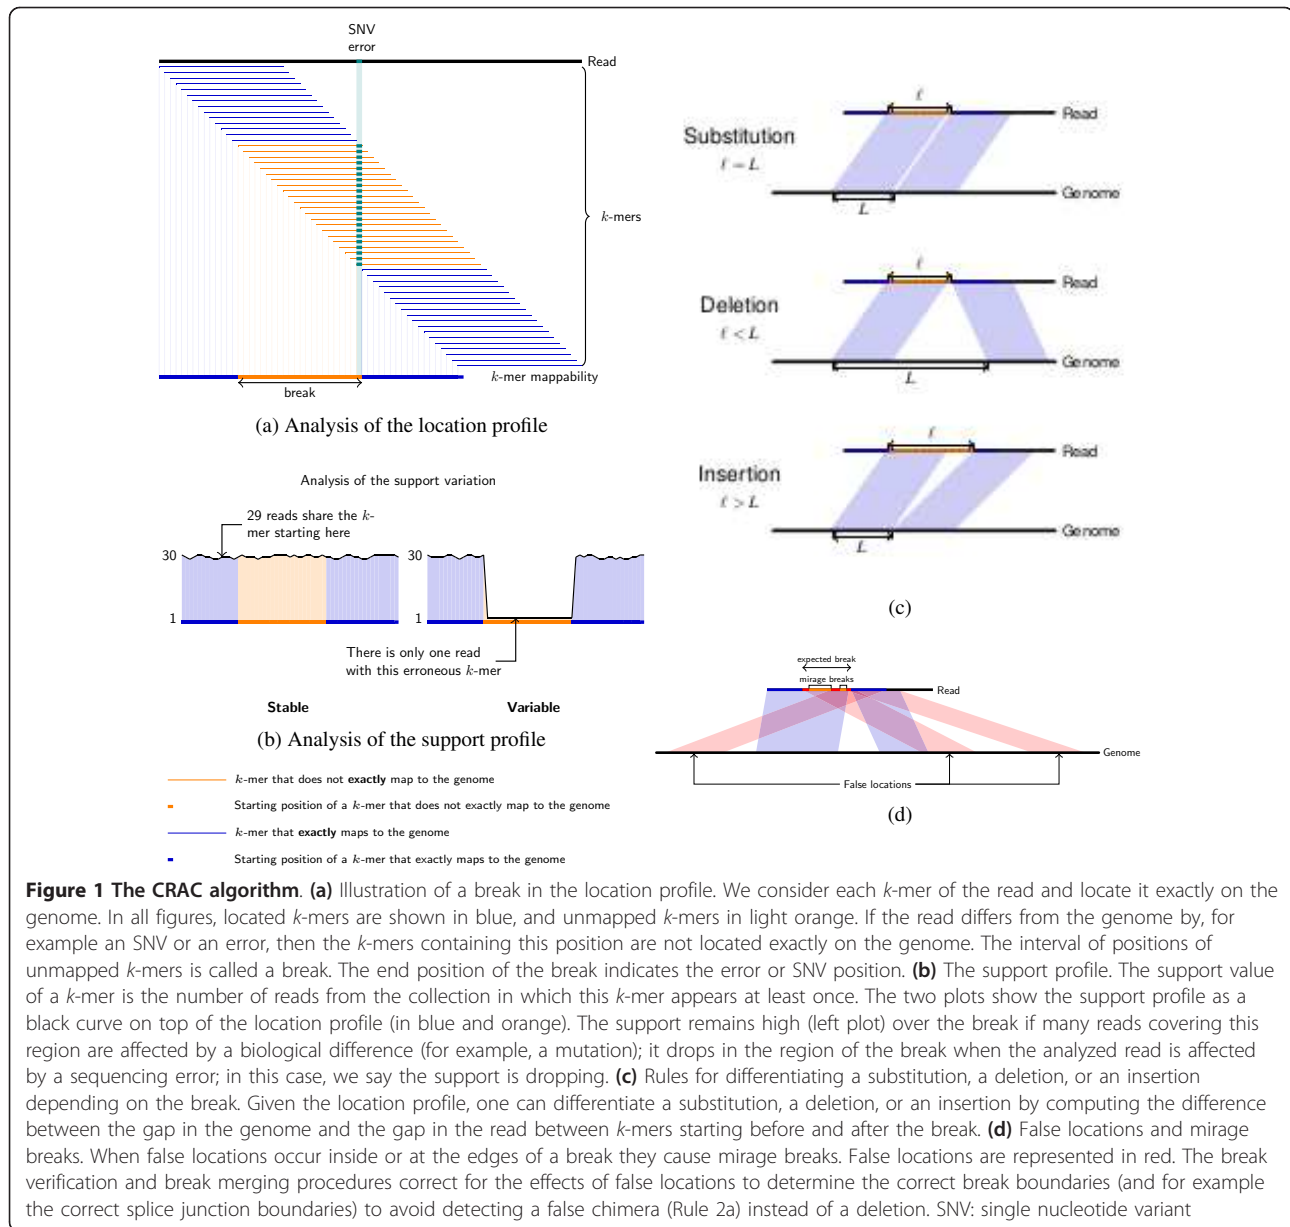 SNV
error
Read
k-mers
k-mer mappability
break
(a) Analysis of the location profile
Analysis of the support variation
29 reads share the k-
mer starting here
30
1
30
1
There is only one read
with this erroneous k-mer
Stable
Variable
(b) Analysis of the support profile
k-mer that does not exactly map to the genome
Starting position of a k-mer that does not exactly map to the genome
k-mer that exactly maps to the genome
Starting position of a k-mer that exactly maps to the genome
ℓ
Read
Substitution
ℓ = L
Genome
L
ℓ
Read
Deletion
ℓ < L
Genome
L
ℓ
Read
Insertion
ℓ > L
Genome
L
(c)
expected break
mirage breaks
Read
Genome
False locations
(d)
Figure 1 The CRAC algorithm. (a) Illustration of a break in the location profile. We consider each k-mer of the read and locate it exactly on the
genome. In all figures, located k-mers are shown in blue, and unmapped k-mers in light orange. If the read differs from the genome by, for
example an SNV or an error, then the k-mers containing this position are not located exactly on the genome. The interval of positions of
unmapped k-mers is called a break. The end position of the break indicates the error or SNV position. (b) The support profile. The support value
of a k-mer is the number of reads from the collection in which this k-mer appears at least once. The two plots show the support profile as a
black curve on top of the location profile (in blue and orange). The support remains high (left plot) over the break if many reads covering this
region are affected by a biological difference (for example, a mutation); it drops in the region of the break when the analyzed read is affected
by a sequencing error; in this case, we say the support is dropping. (c) Rules for differentiating a substitution, a deletion, or an insertion
depending on the break. Given the location profile, one can differentiate a substitution, a deletion, or an insertion by computing the difference
between the gap in the genome and the gap in the read between k-mers starting before and after the break. (d) False locations and mirage
breaks. When false locations occur inside or at the edges of a break they cause mirage breaks. False locations are represented in red. The break
verification and break merging procedures correct for the effects of false locations to determine the correct break boundaries (and for example
the correct splice junction boundaries) to avoid detecting a false chimera (Rule 2a) instead of a deletion. SNV: single nucleotide variant